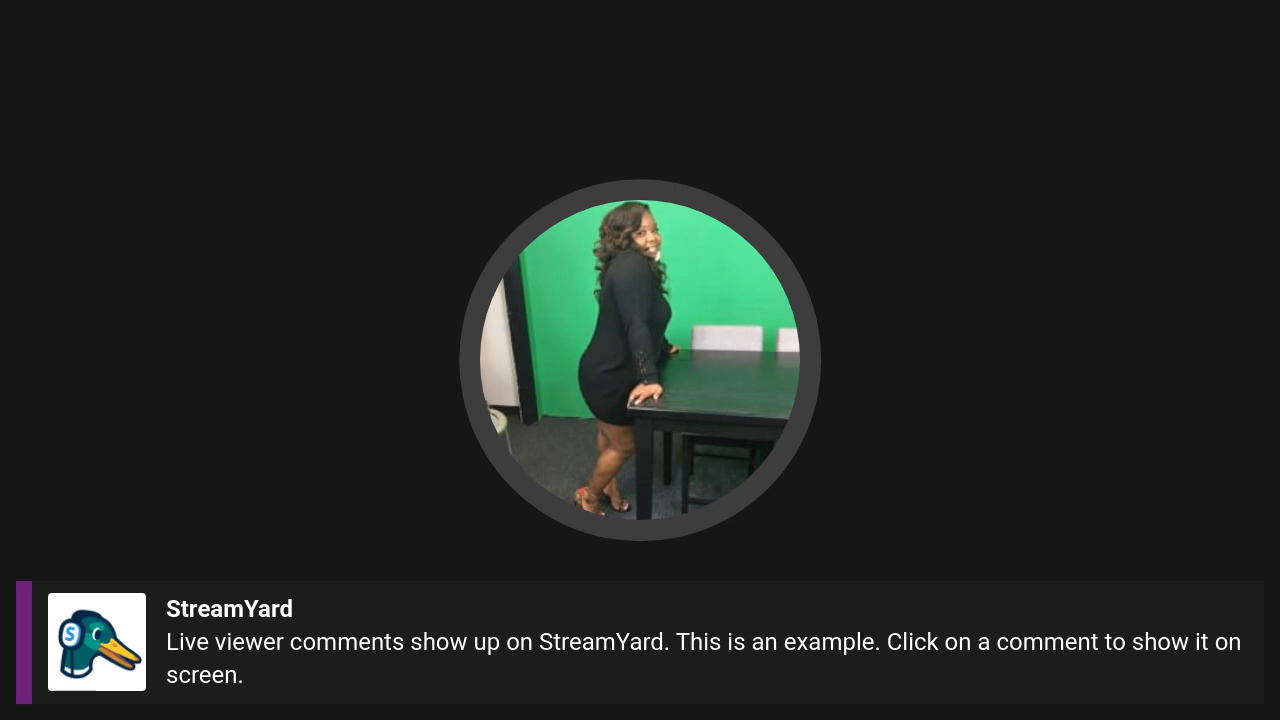 StreamYard
Live viewer comments show up on StreamYard. This is an example. Click on a comment to show it on
screen.
S